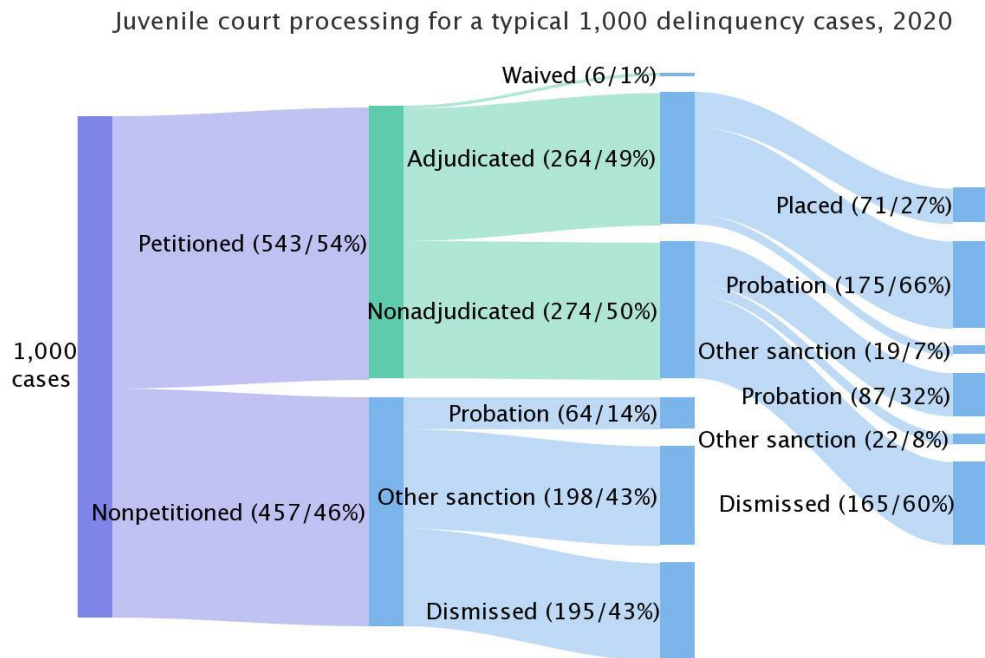 Juvenile court processing for a typical 1,000 delinquency cases, 2020
Waived (6/1%)
Adjudicated (264/49%)
Placed (71/27%)
Petitioned (543/54%)
Probation (175/66%)
Nonadjudicated (274/50%)
1,000
cases
Other sanction (19/7%)
Probation (87/32%)
Probation (64/14%)
Other sanction (22/8%)
Other sanction (198/43%)
Dismissed (165/60%)
Nonpetitioned (457/46%)
Dismissed (195/43%)